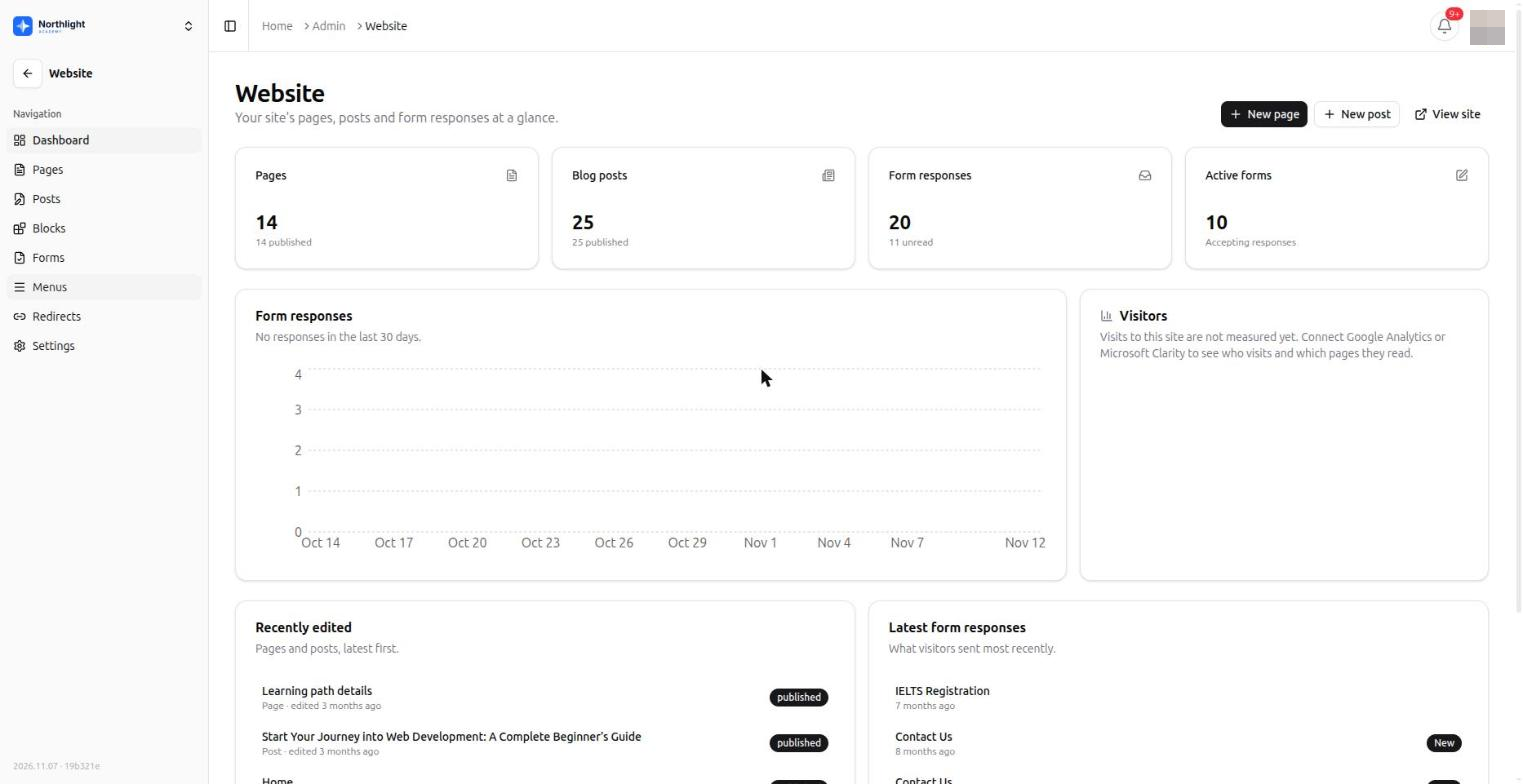 Northlight
ACADEMY
Website
Navigation
Dashboard
Pages
Posts
Blocks
Forms
Menus
Redirects
Settings
2026.11.07 · 19b321e
Home > Admin > Website
9+
Website
Your site's pages, posts and form responses at a glance.
+ New page
+ New post
View site
Pages
14
14 published
Blog posts
25
25 published
Form responses
20
11 unread
Active forms
10
Accepting responses
Form responses
No responses in the last 30 days.
4
3
2
1
0
Oct 14 Oct 17 Oct 20 Oct 23 Oct 26 Oct 29 Nov 1 Nov 4 Nov 7 Nov 12
Visitors
Visits to this site are not measured yet. Connect Google Analytics or
Microsoft Clarity to see who visits and which pages they read.
Recently edited
Pages and posts, latest first.
Learning path details
Page · edited 3 months ago
published
Start Your Journey into Web Development: A Complete Beginner's Guide
Post · edited 3 months ago
published
Home
Latest form responses
What visitors sent most recently.
IELTS Registration
7 months ago
Contact Us
8 months ago
New
Contact Us